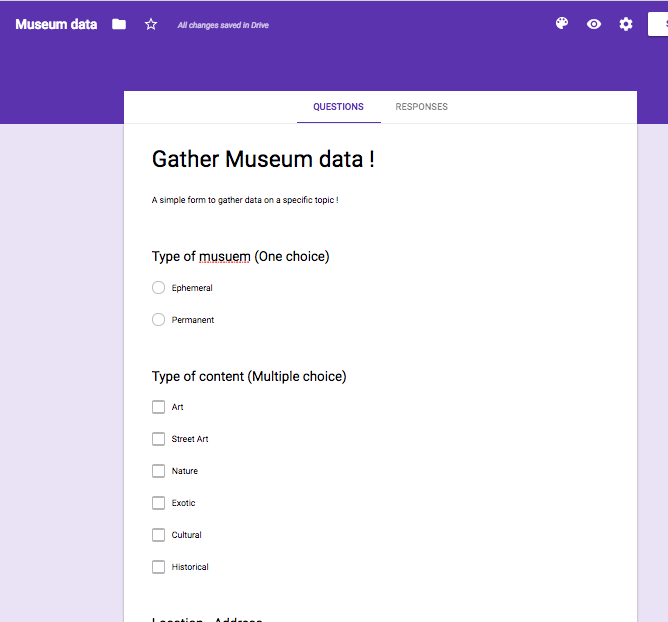 Museum data All changes saved in Drive
QUESTIONS RESPONSES
Gather Museum data !
A simple form to gather data on a specific topic !
Type of musuem (One choice)
Ephemeral
Permanent
Type of content (Multiple choice)
Art
Street Art
Nature
Exotic
Cultural
Historical
Location - Address